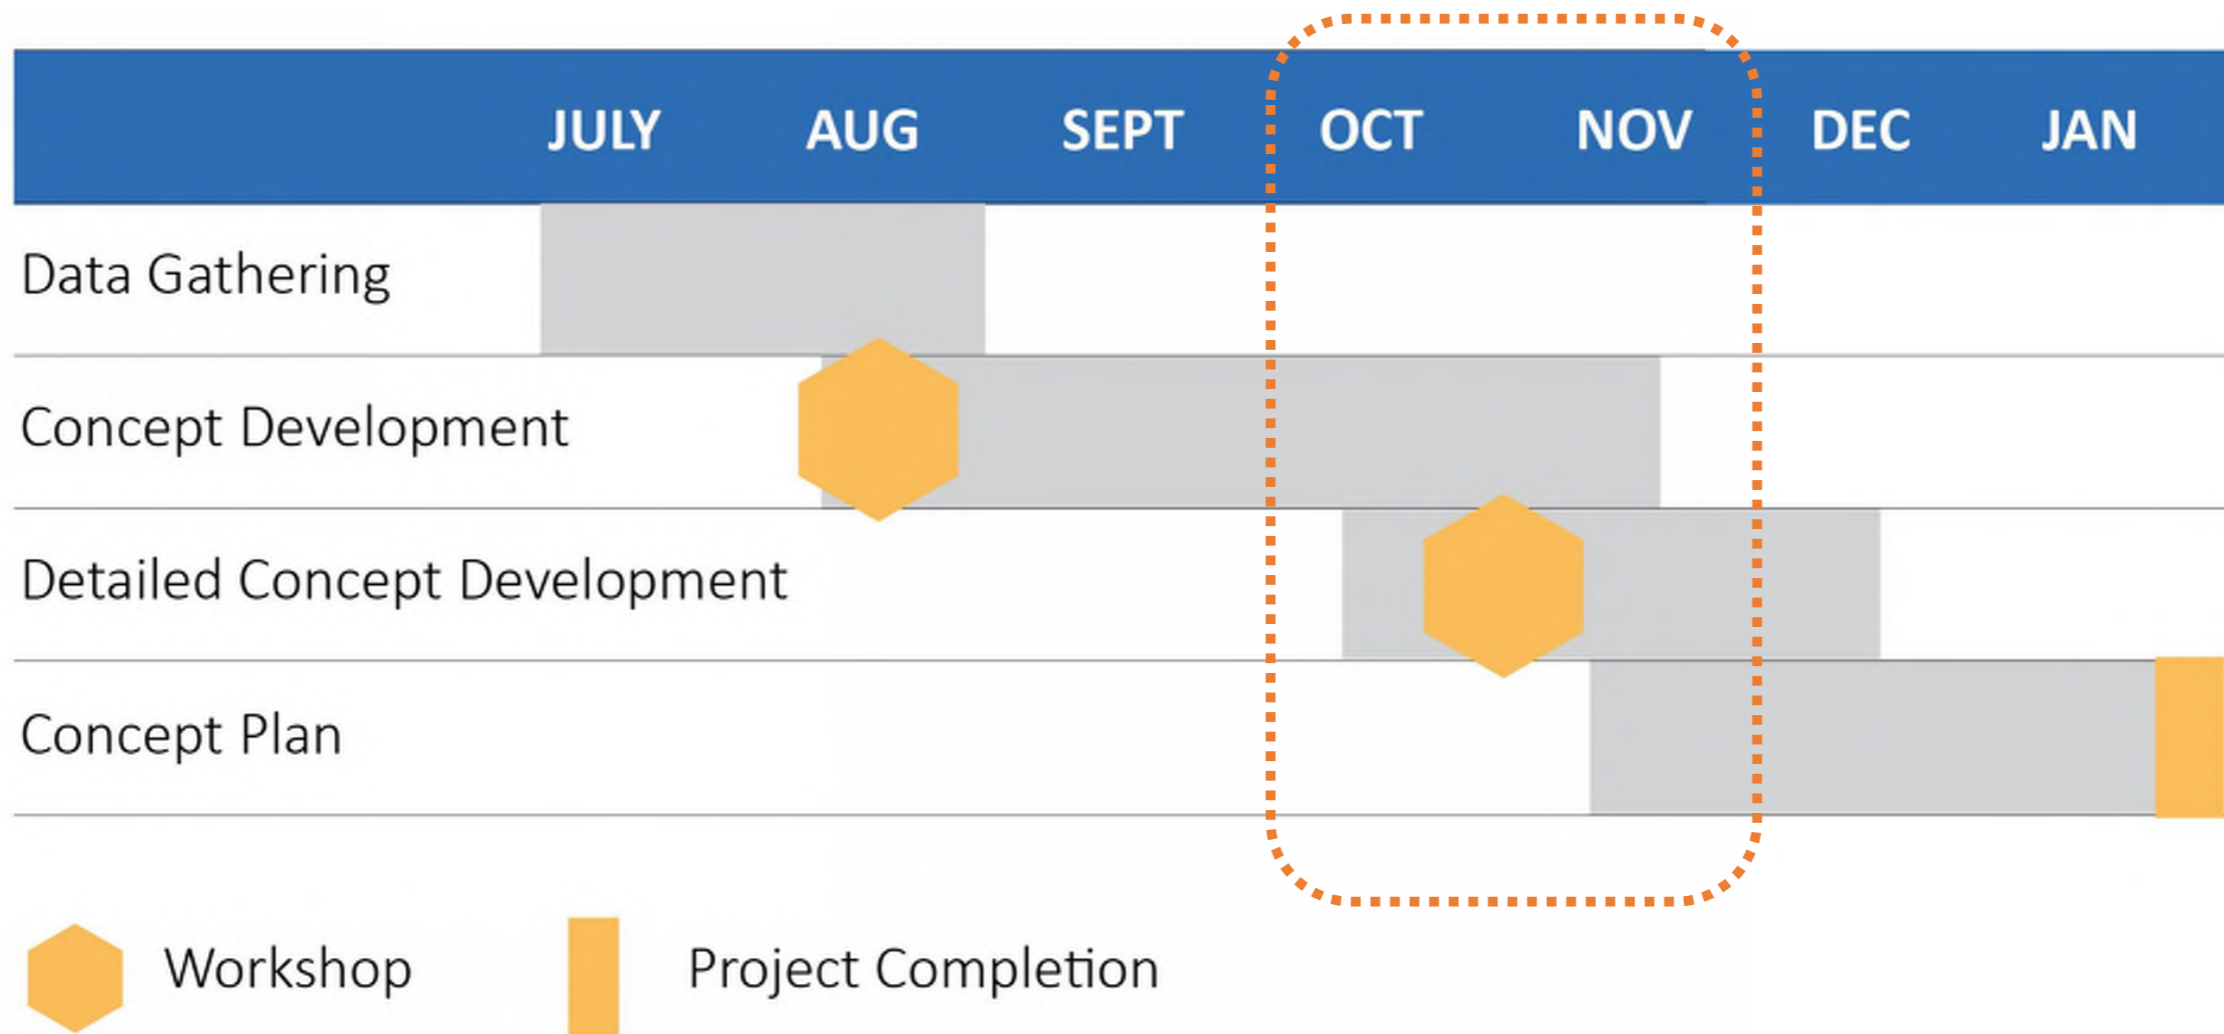 JULY AUG SEPT OCT NOV DEC JAN
Data Gathering
Concept Development
Detailed Concept Development
Concept Plan
Workshop Project Completion